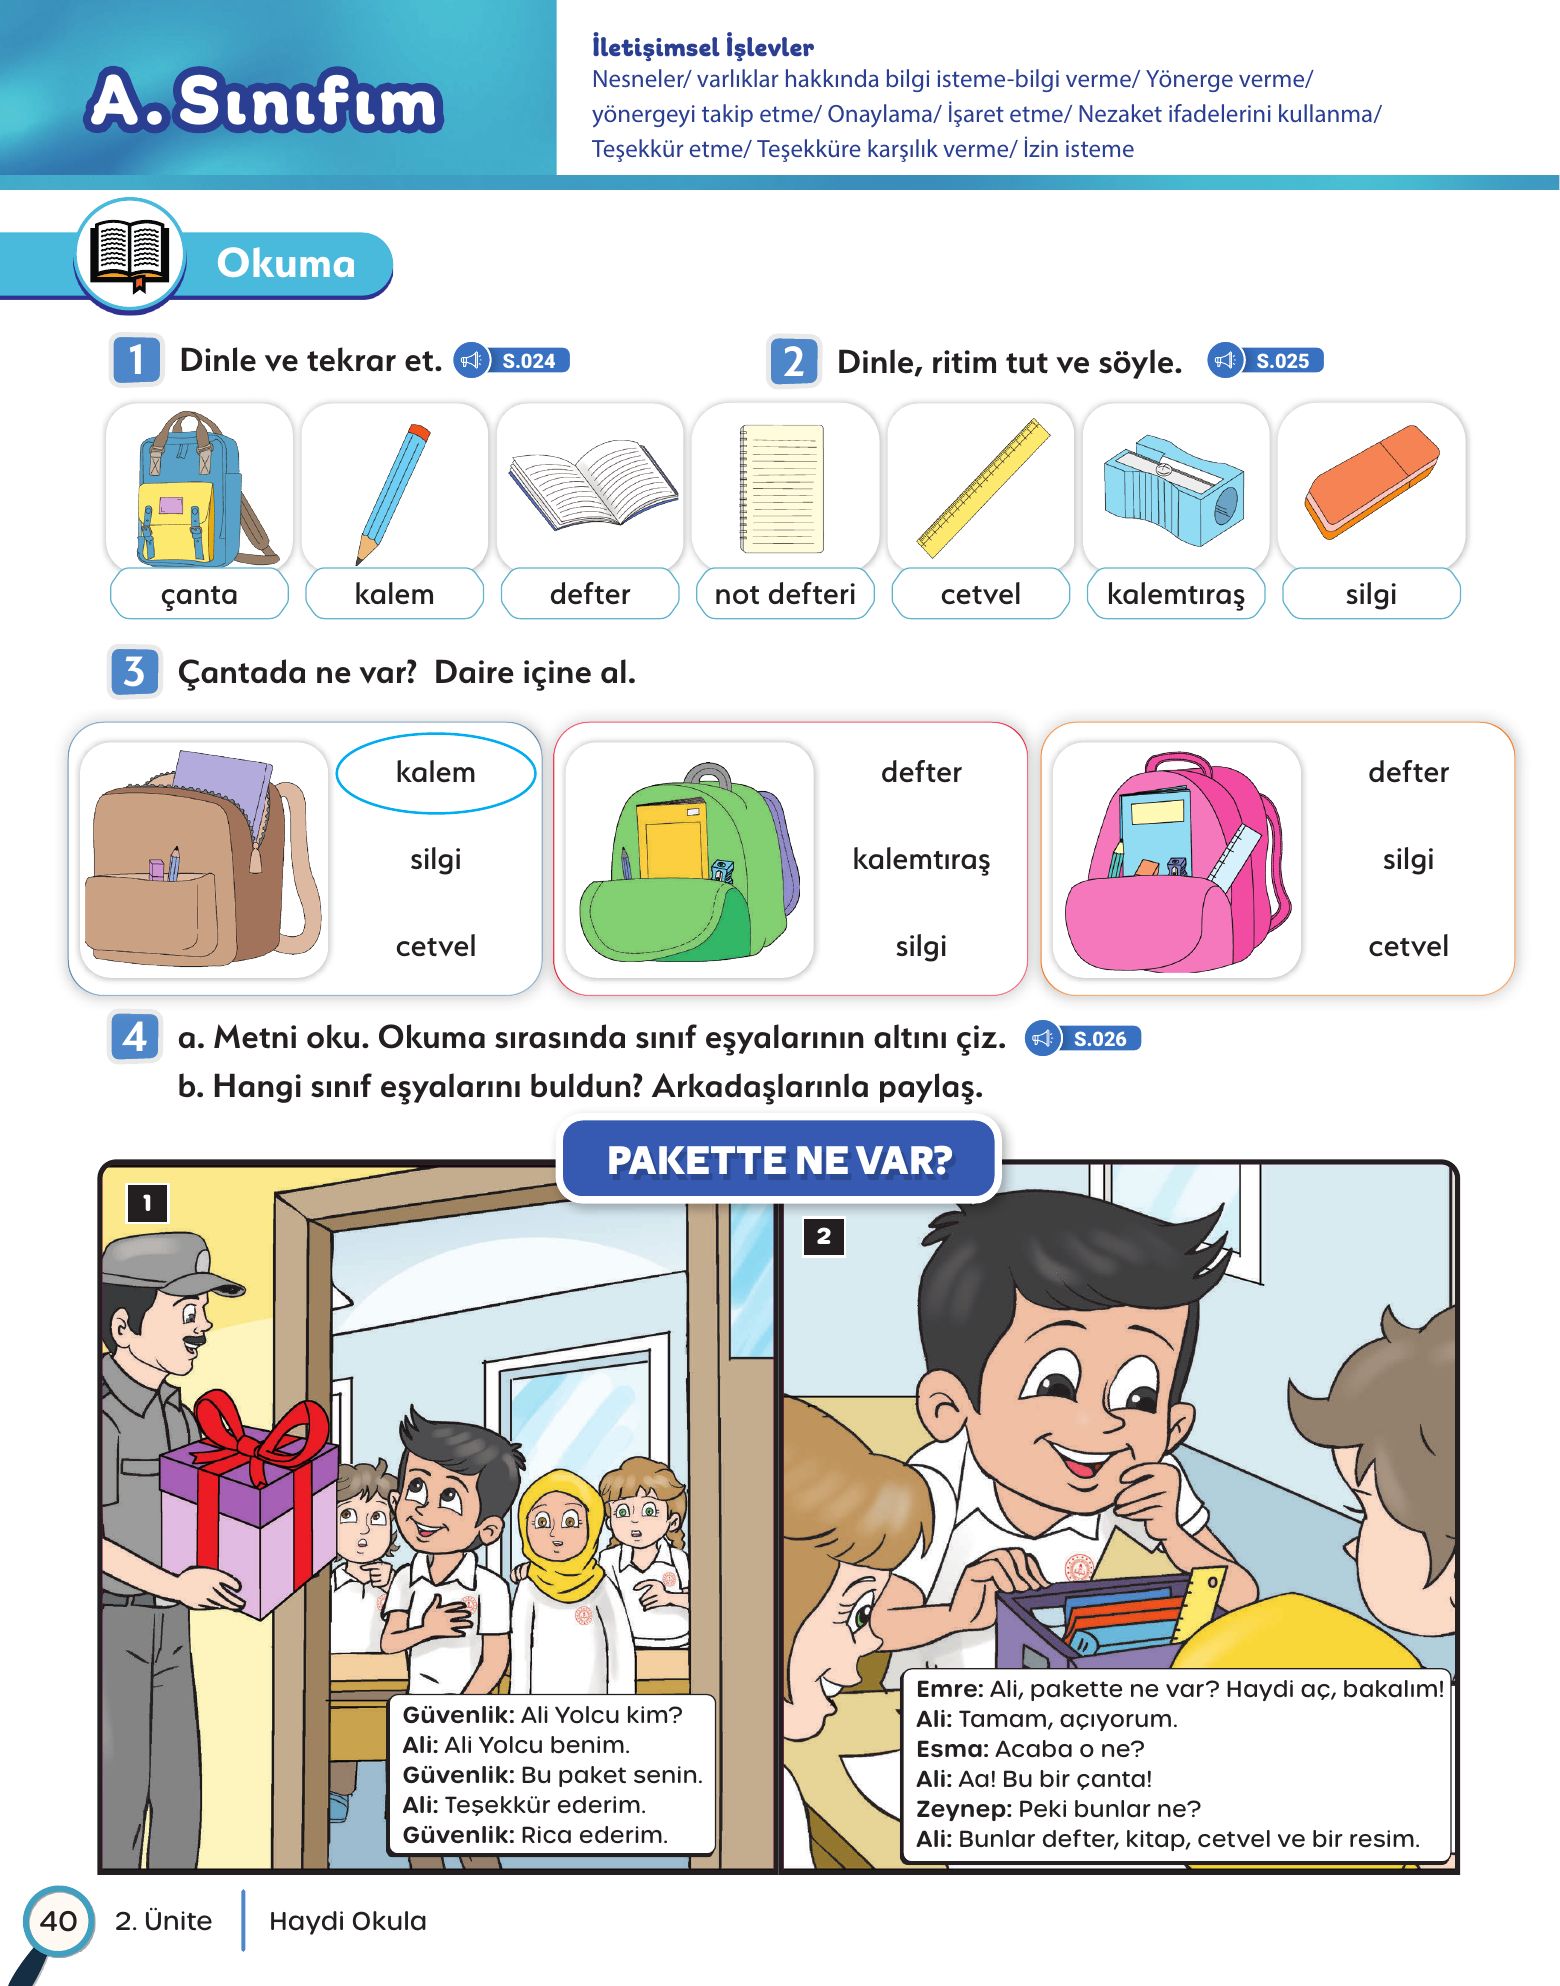 A. Sınıfım
İletişimsel İşlevler
Nesneler/ varlıklar hakkında bilgi isteme-bilgi verme/ Yönerge verme/
yönergeyi takip etme/ Onaylama/ İşaret etme/ Nezaket ifadelerini kullanma/
Teşekkür etme/ Teşekküre karşılık verme/ İzin isteme
Okuma
1 Dinle ve tekrar et. S.024
2 Dinle, ritim tut ve söyle. S.025
çanta kalem defter not defteri cetvel kalemtıraş silgi
3 Çantada ne var? Daire içine al.
kalem
silgi
cetvel
defter
kalemtıraş
silgi
defter
silgi
cetvel
4 a. Metni oku. Okuma sırasında sınıf eşyalarının altını çiz. S.026
b. Hangi sınıf eşyalarını buldun? Arkadaşlarınla paylaş.
PAKETTE NE VAR?
1
Güvenlik: Ali Yolcu kim?
Ali: Ali Yolcu benim.
Güvenlik: Bu paket senin.
Ali: Teşekkür ederim.
Güvenlik: Rica ederim.
2
Emre: Ali, pakette ne var? Haydi aç, bakalım!
Ali: Tamam, açıyorum.
Esma: Acaba o ne?
Ali: Aa! Bu bir çanta!
Zeynep: Peki bunlar ne?
Ali: Bunlar defter, kitap, cetvel ve bir resim.
40 2. Ünite Haydi Okula